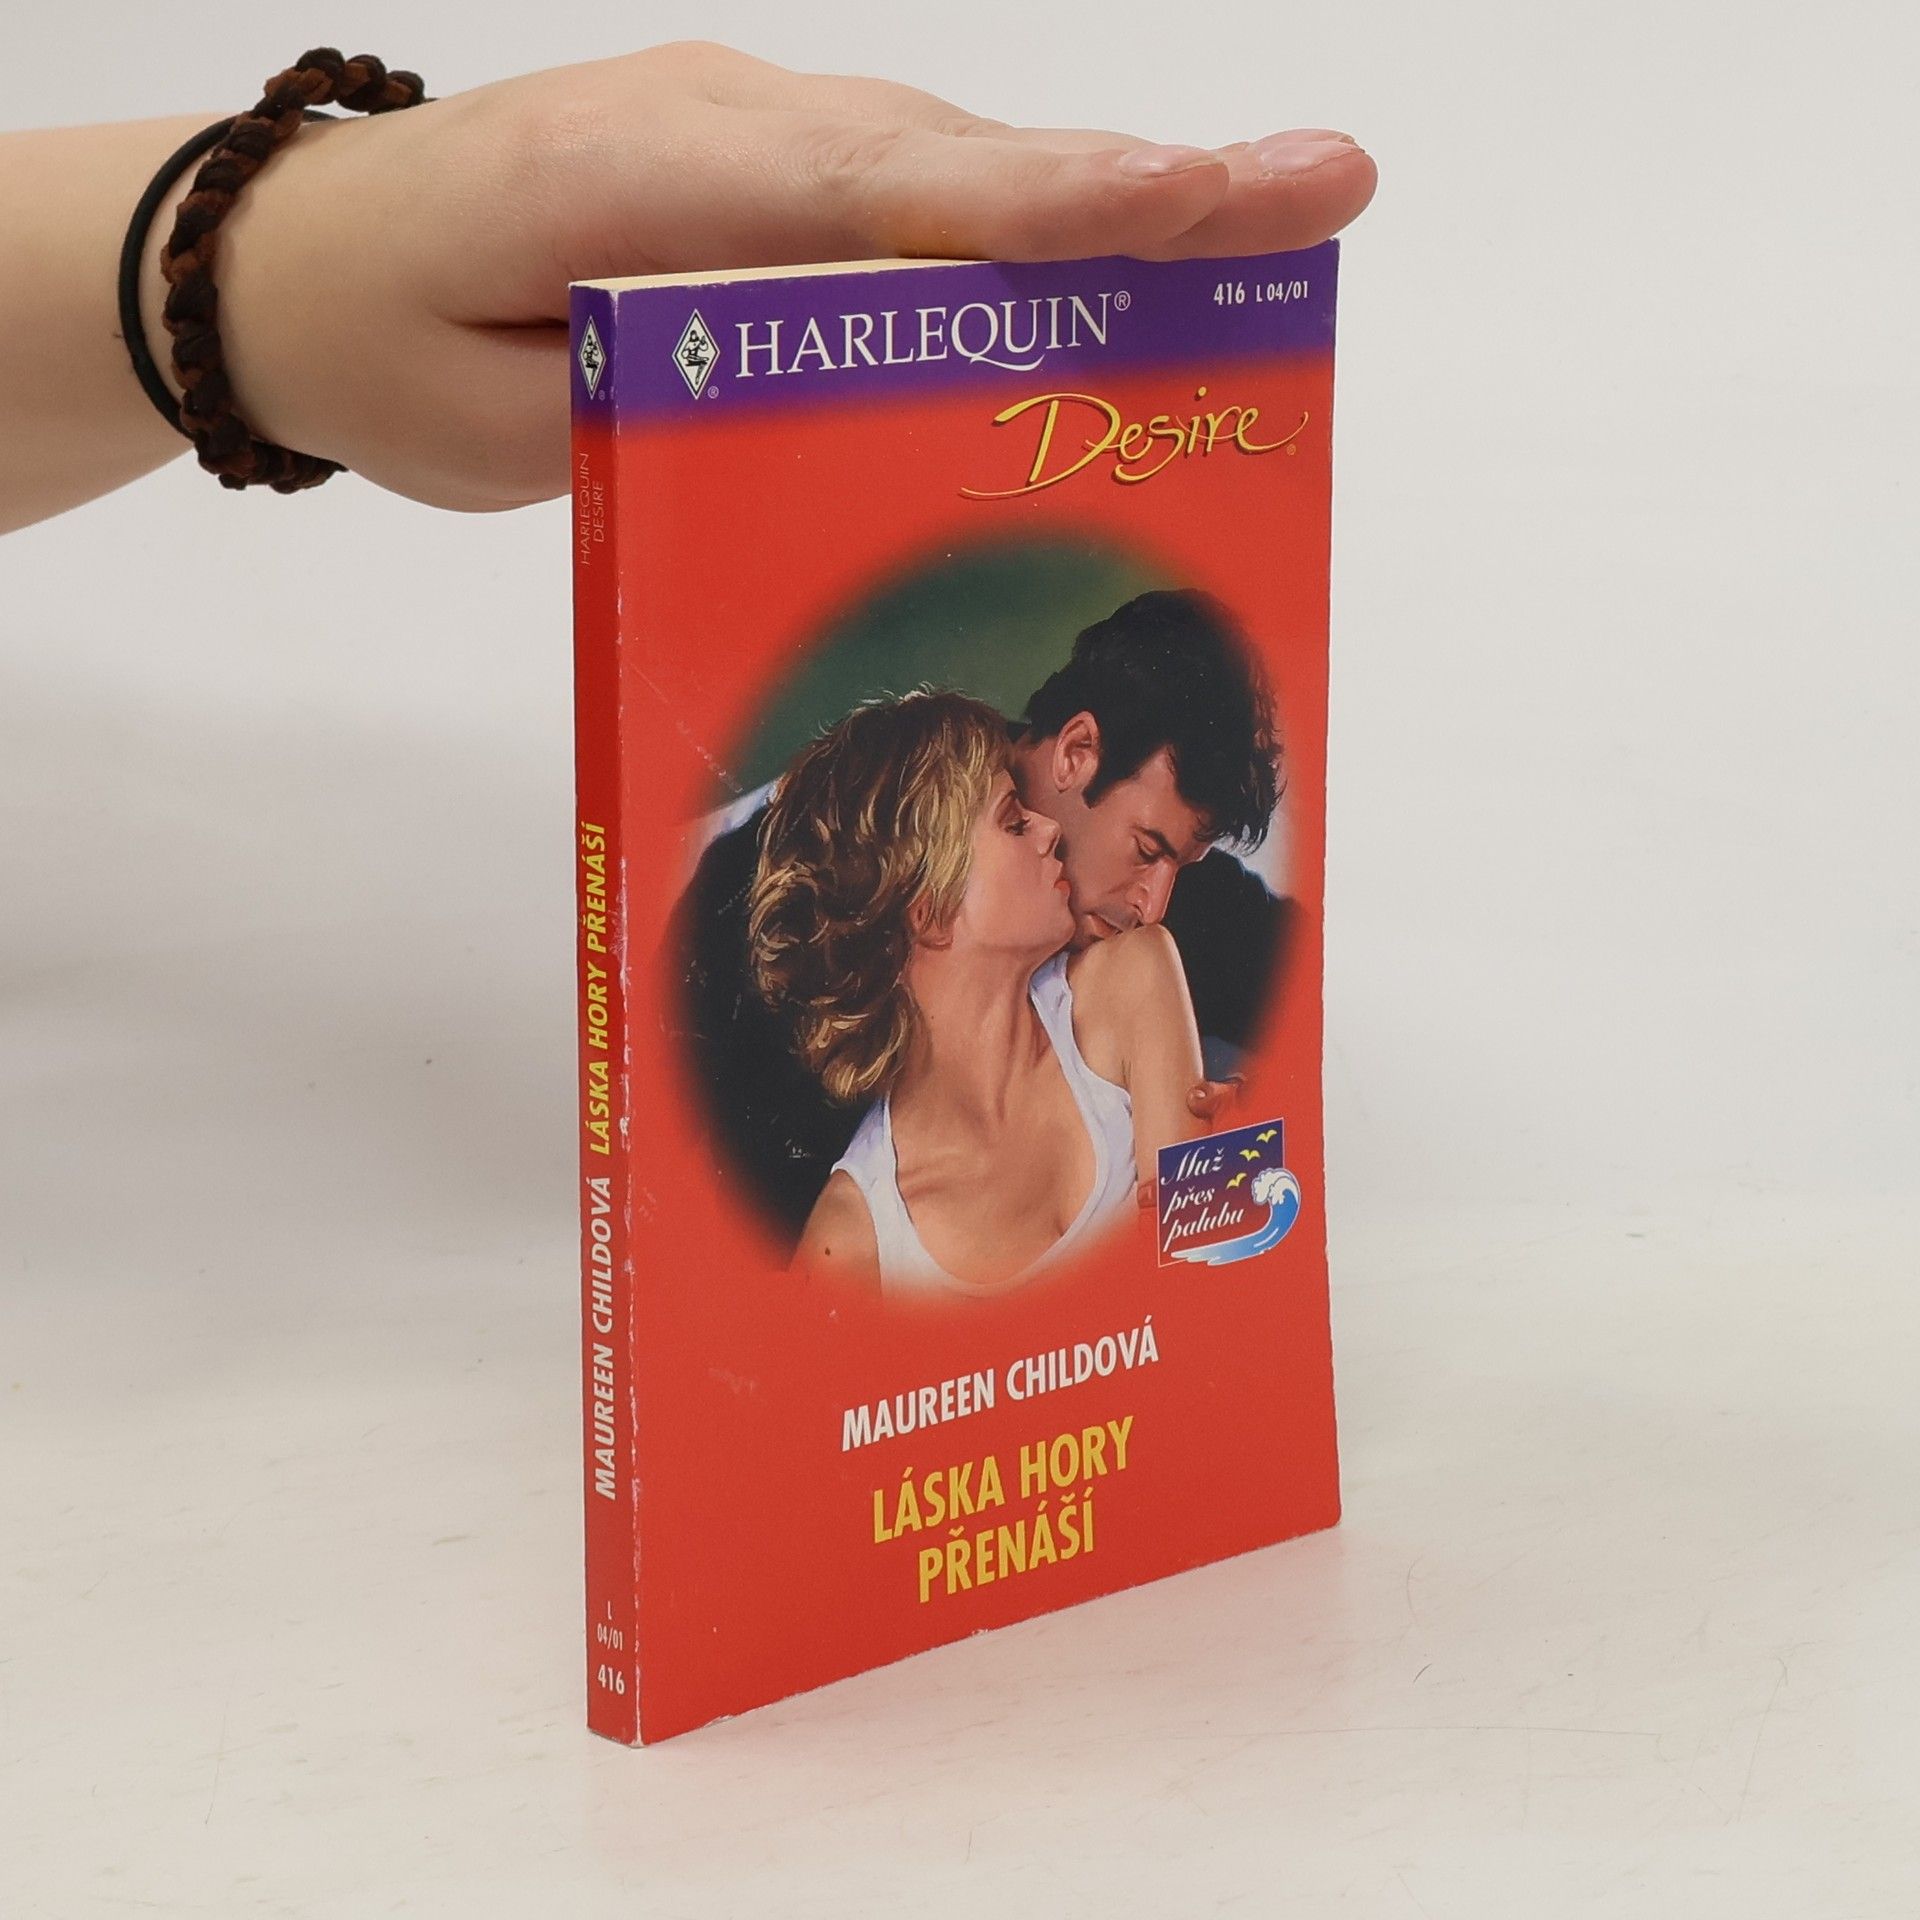 HARLEQUIN®
416 L 04/01
Desire®
Muž
přes
palubu
MAUREEN CHILDOVÁ
LÁSKA HORY
PŘENÁŠÍ
HARLEQUIN
DESIRE
MAUREEN CHILDOVÁ LÁSKA HORY PŘENÁŠÍ
L
04/01
416